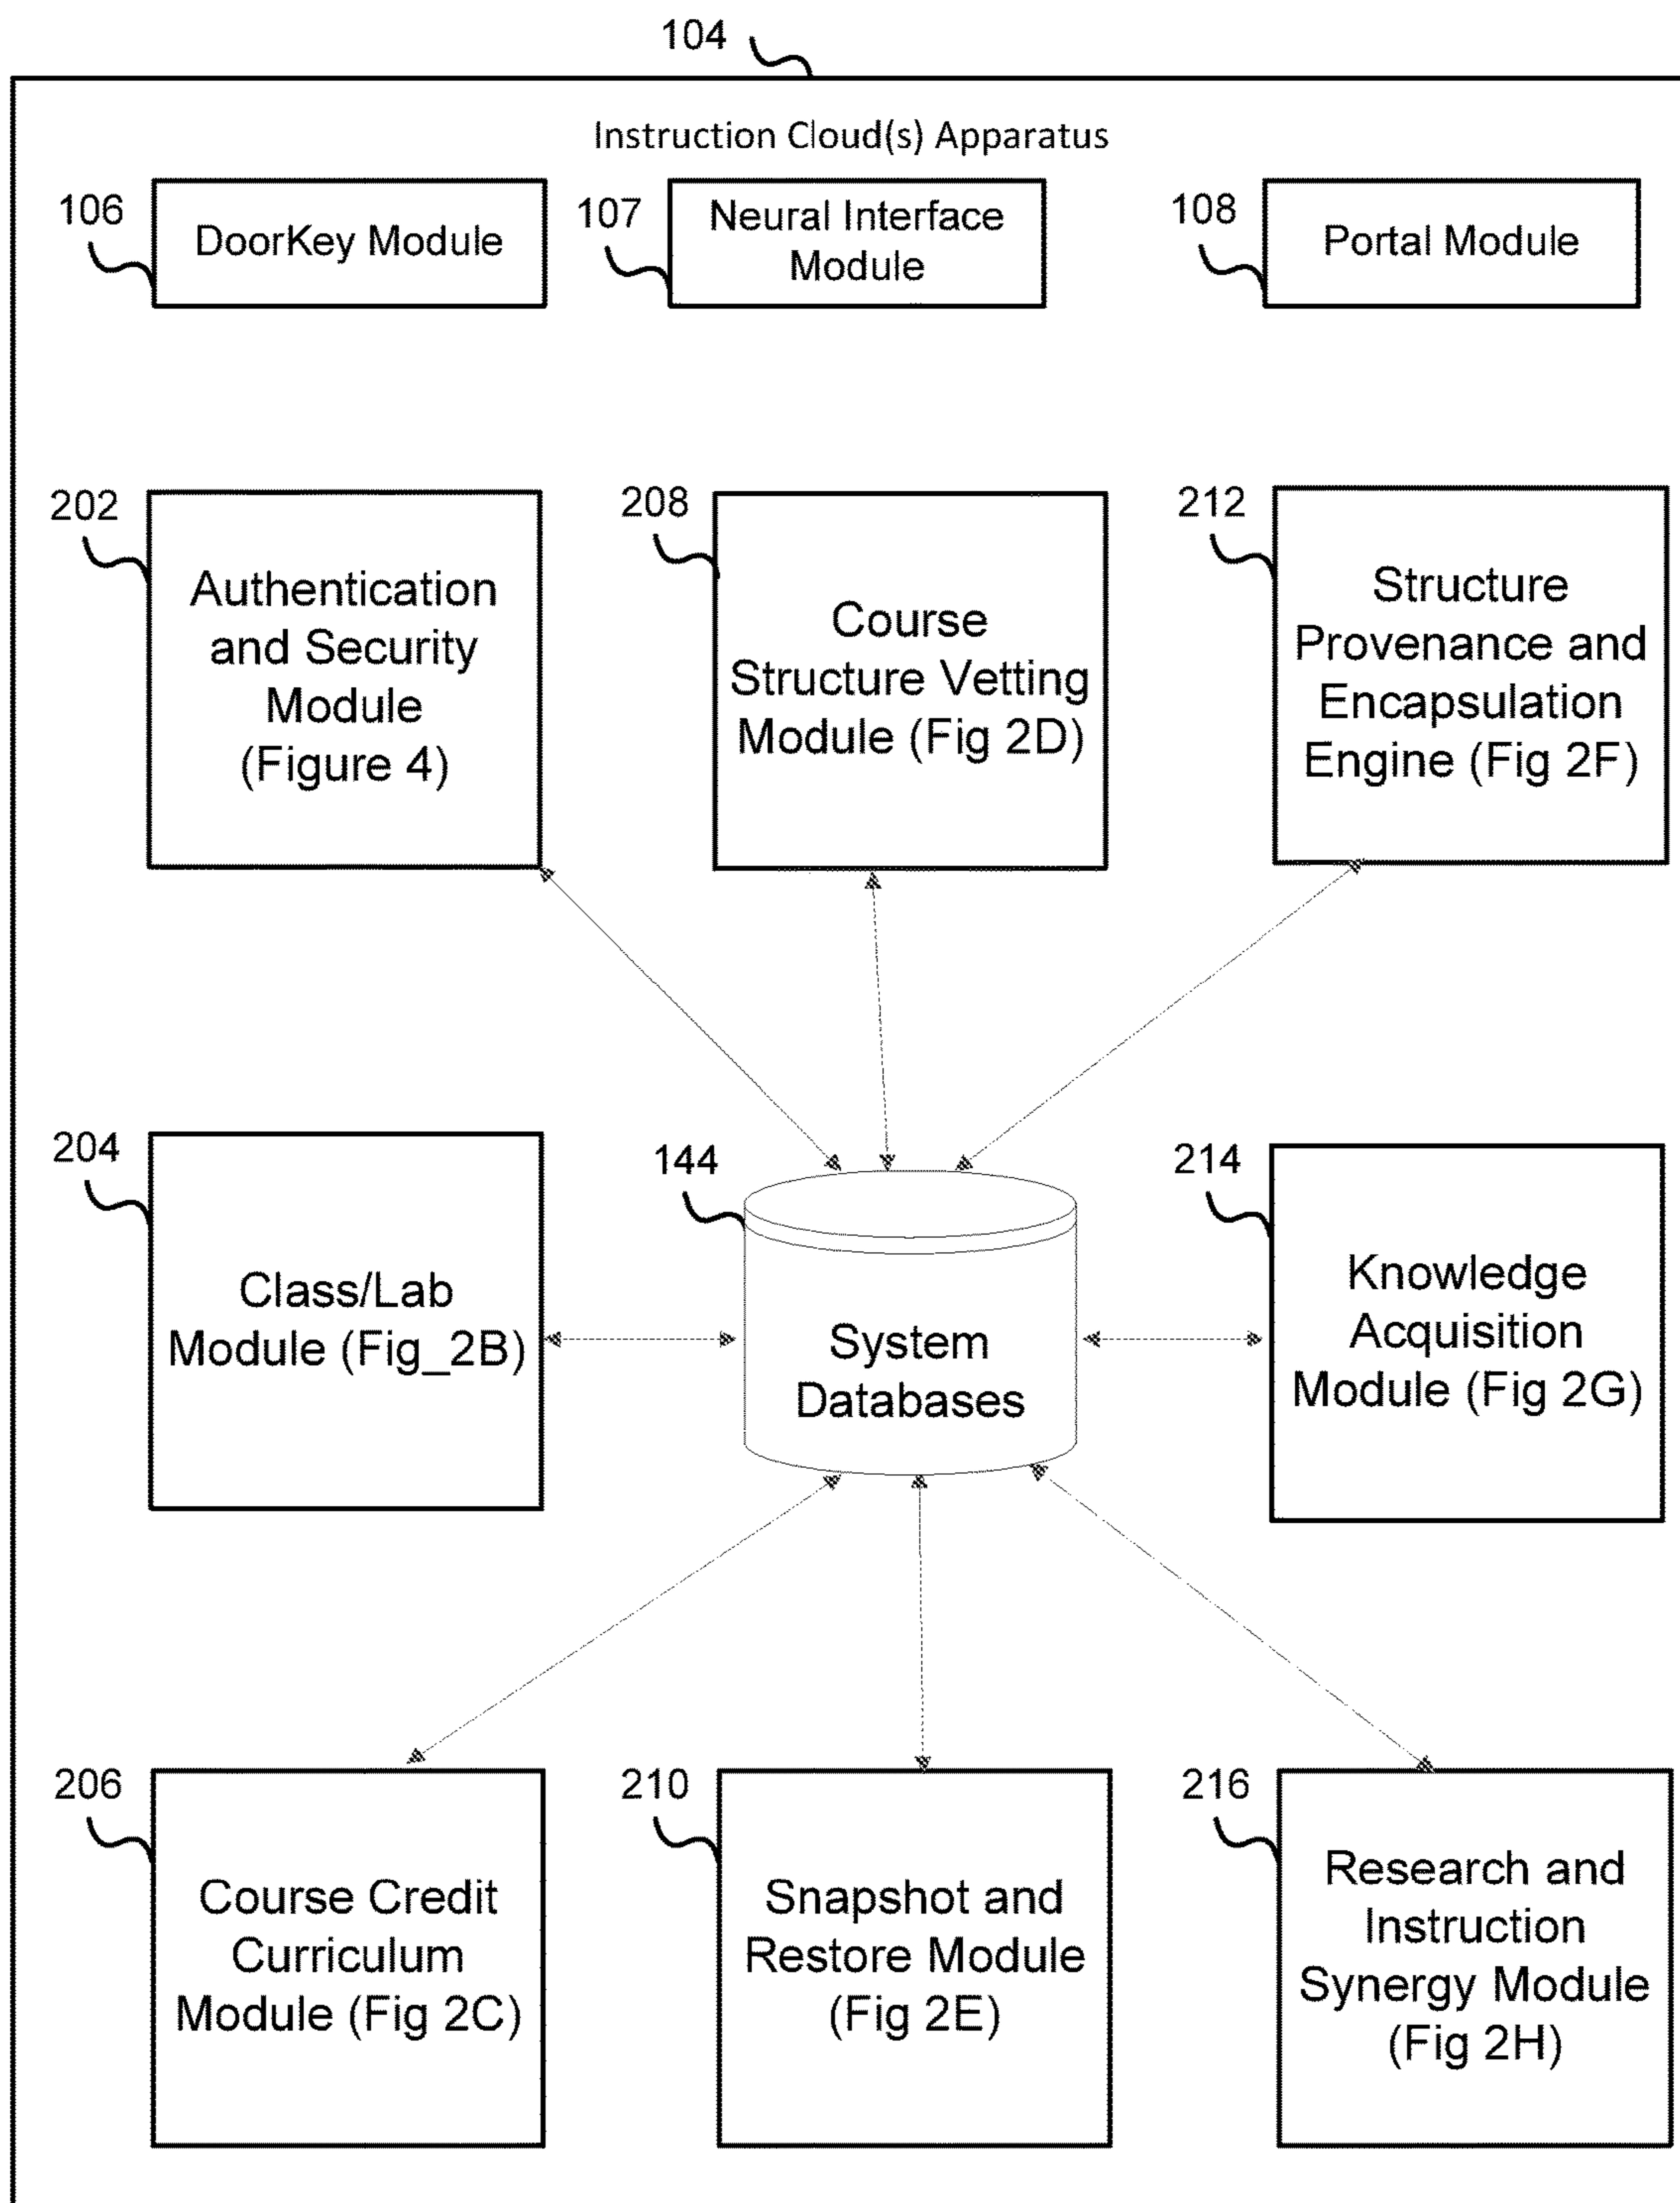 104
Instruction Cloud(s) Apparatus
106
DoorKey Module
107
Neural Interface
Module
108
Portal Module
202
Authentication
and Security
Module
(Figure 4)
208
Course
Structure Vetting
Module (Fig 2D)
212
Structure
Provenance and
Encapsulation
Engine (Fig 2F)
204
Class/Lab
Module (Fig_2B)
144
System
Databases
214
Knowledge
Acquisition
Module (Fig 2G)
206
Course Credit
Curriculum
Module (Fig 2C)
210
Snapshot and
Restore Module
(Fig 2E)
216
Research and
Instruction
Synergy Module
(Fig 2H)